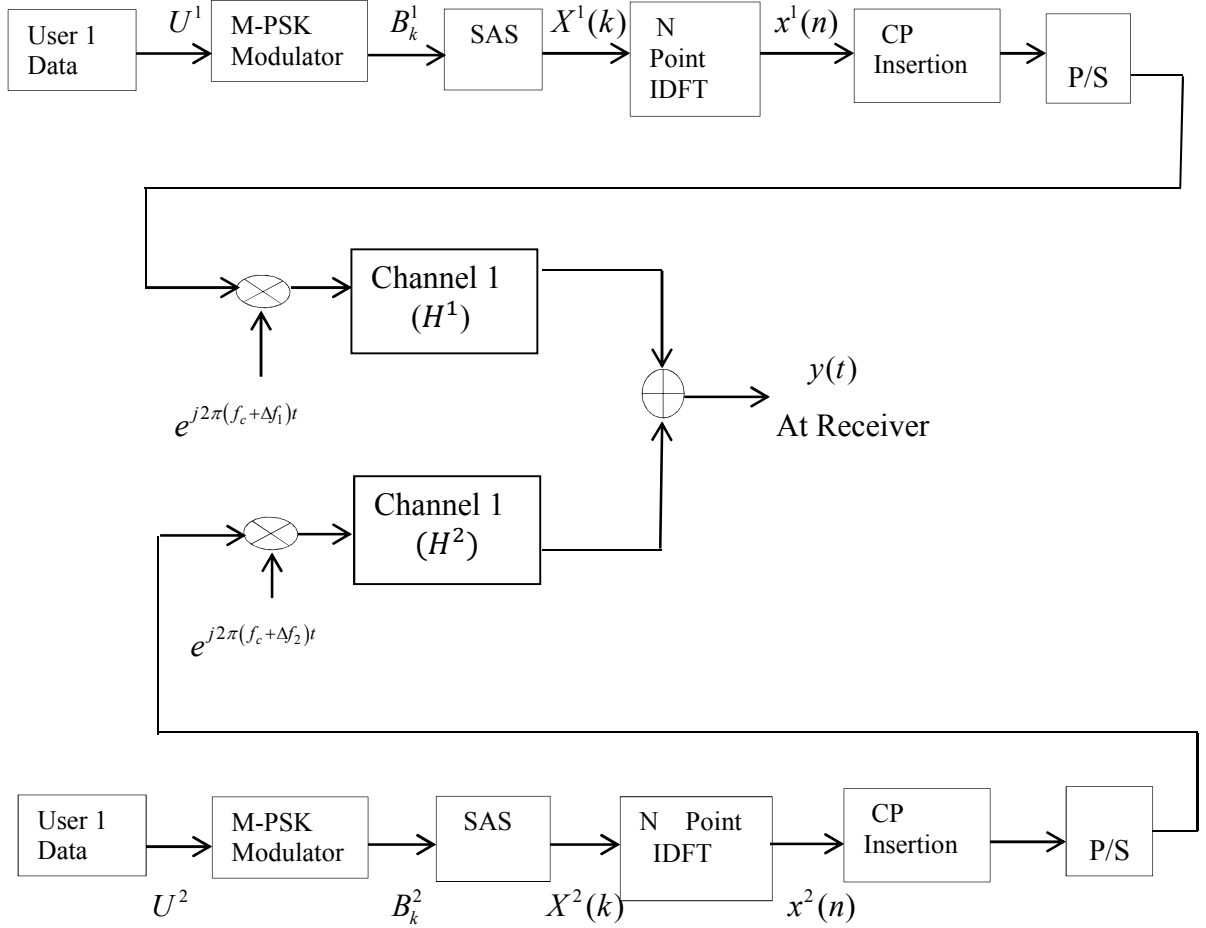 User 1
Data
U^1
M-PSK
Modulator
B_k^1
SAS
X^1(k)
N
Point
IDFT
x^1(n)
CP
Insertion
P/S
Channel 1
(H^1)
e^{j2π(f_c+Δf_1)t}
y(t)
At Receiver
Channel 1
(H^2)
e^{j2π(f_c+Δf_2)t}
User 1
Data
U^2
M-PSK
Modulator
B_k^2
SAS
X^2(k)
N Point
IDFT
x^2(n)
CP
Insertion
P/S